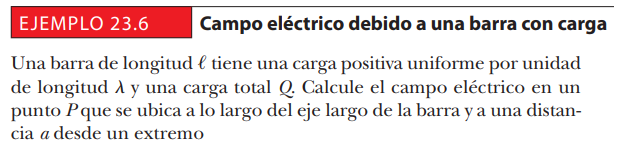 EJEMPLO 23.6 Campo eléctrico debido a una barra con carga
Una barra de longitud ℓ tiene una carga positiva uniforme por unidad
de longitud λ y una carga total Q. Calcule el campo eléctrico en un
punto P que se ubica a lo largo del eje largo de la barra y a una distan-
cia a desde un extremo